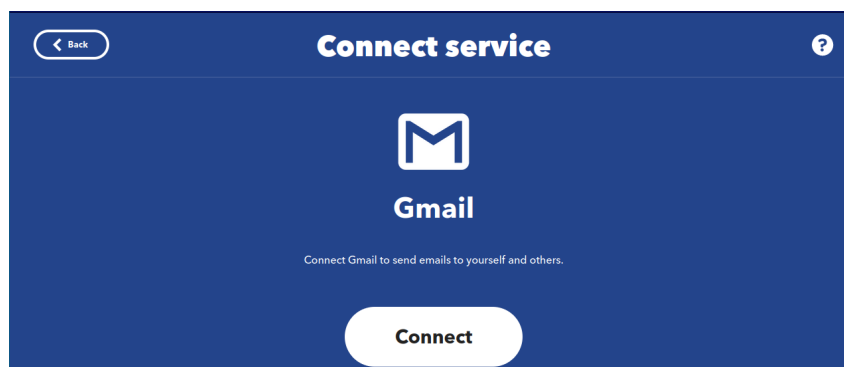 Back
Connect service
?
Gmail
Connect Gmail to send emails to yourself and others.
Connect